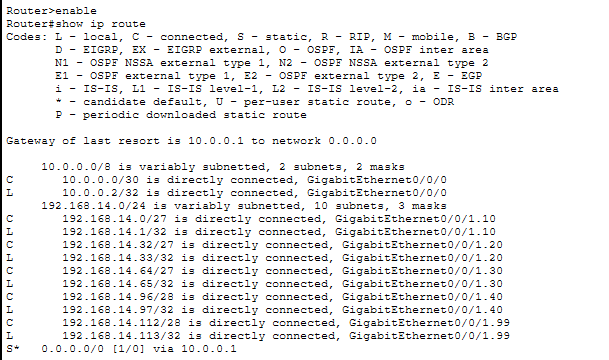 Router>enable
Router#show ip route
Codes: L - local, C - connected, S - static, R - RIP, M - mobile, B - BGP
       D - EIGRP, EX - EIGRP external, O - OSPF, IA - OSPF inter area
       N1 - OSPF NSSA external type 1, N2 - OSPF NSSA external type 2
       E1 - OSPF external type 1, E2 - OSPF external type 2, E - EGP
       i - IS-IS, L1 - IS-IS level-1, L2 - IS-IS level-2, ia - IS-IS inter area
       * - candidate default, U - per-user static route, o - ODR
       P - periodic downloaded static route
Gateway of last resort is 10.0.0.1 to network 0.0.0.0
     10.0.0.0/8 is variably subnetted, 2 subnets, 2 masks
C       10.0.0.0/30 is directly connected, GigabitEthernet0/0/0
L       10.0.0.2/32 is directly connected, GigabitEthernet0/0/0
     192.168.14.0/24 is variably subnetted, 10 subnets, 3 masks
C       192.168.14.0/27 is directly connected, GigabitEthernet0/0/1.10
L       192.168.14.1/32 is directly connected, GigabitEthernet0/0/1.10
C       192.168.14.32/27 is directly connected, GigabitEthernet0/0/1.20
L       192.168.14.33/32 is directly connected, GigabitEthernet0/0/1.20
C       192.168.14.64/27 is directly connected, GigabitEthernet0/0/1.30
L       192.168.14.65/32 is directly connected, GigabitEthernet0/0/1.30
C       192.168.14.96/28 is directly connected, GigabitEthernet0/0/1.40
L       192.168.14.97/32 is directly connected, GigabitEthernet0/0/1.40
C       192.168.14.112/28 is directly connected, GigabitEthernet0/0/1.99
L       192.168.14.113/32 is directly connected, GigabitEthernet0/0/1.99
S*   0.0.0.0/0 [1/0] via 10.0.0.1